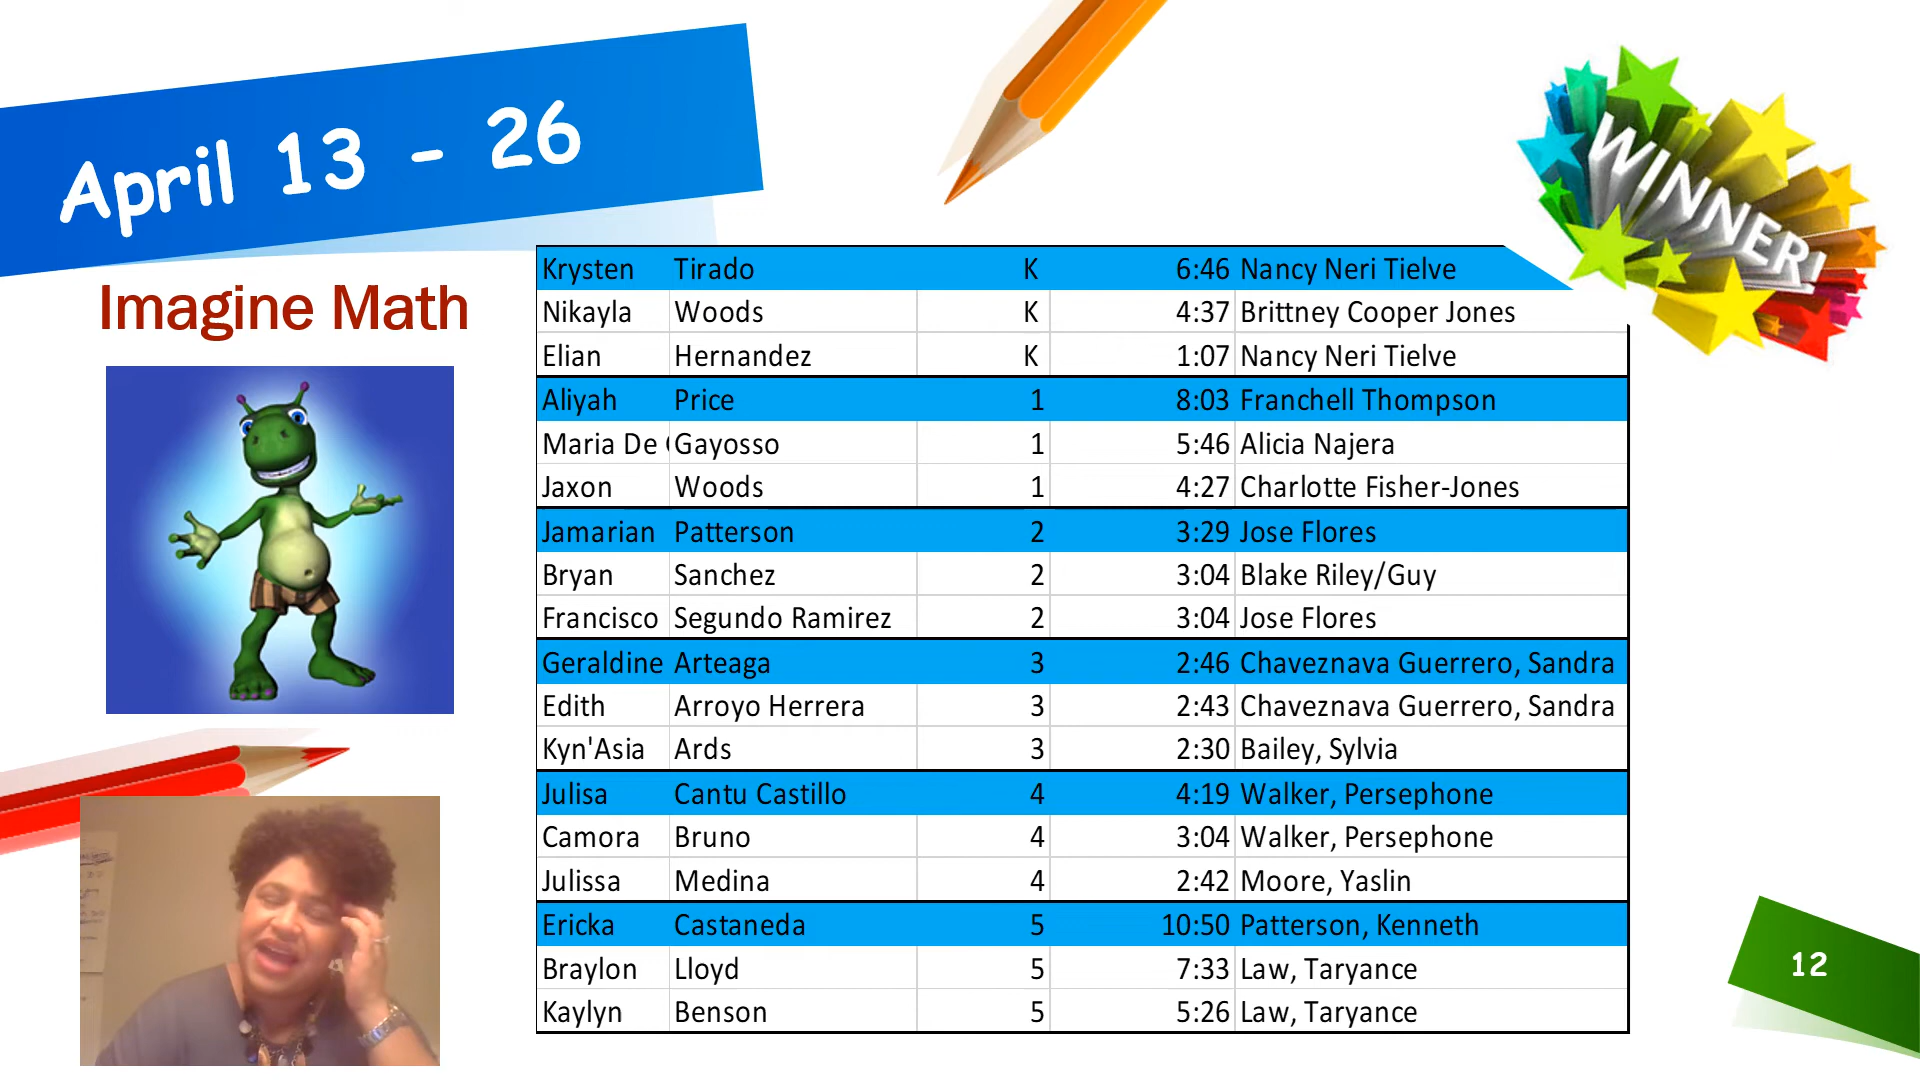 April 13 - 26
WINNER!
Imagine Math
Krysten Tirado K 6:46 Nancy Neri Tielve
Nikayla Woods K 4:37 Brittney Cooper Jones
Elian Hernandez K 1:07 Nancy Neri Tielve
Aliyah Price 1 8:03 Franchell Thompson
Maria De Gayosso 1 5:46 Alicia Najera
Jaxon Woods 1 4:27 Charlotte Fisher-Jones
Jamarian Patterson 2 3:29 Jose Flores
Bryan Sanchez 2 3:04 Blake Riley/Guy
Francisco Segundo Ramirez 2 3:04 Jose Flores
Geraldine Arteaga 3 2:46 Chaveznava Guerrero, Sandra
Edith Arroyo Herrera 3 2:43 Chaveznava Guerrero, Sandra
Kyn'Asia Ards 3 2:30 Bailey, Sylvia
Julisa Cantu Castillo 4 4:19 Walker, Persephone
Camora Bruno 4 3:04 Walker, Persephone
Julissa Medina 4 2:42 Moore, Yaslin
Ericka Castaneda 5 10:50 Patterson, Kenneth
Braylon Lloyd 5 7:33 Law, Taryance
Kaylyn Benson 5 5:26 Law, Taryance
12